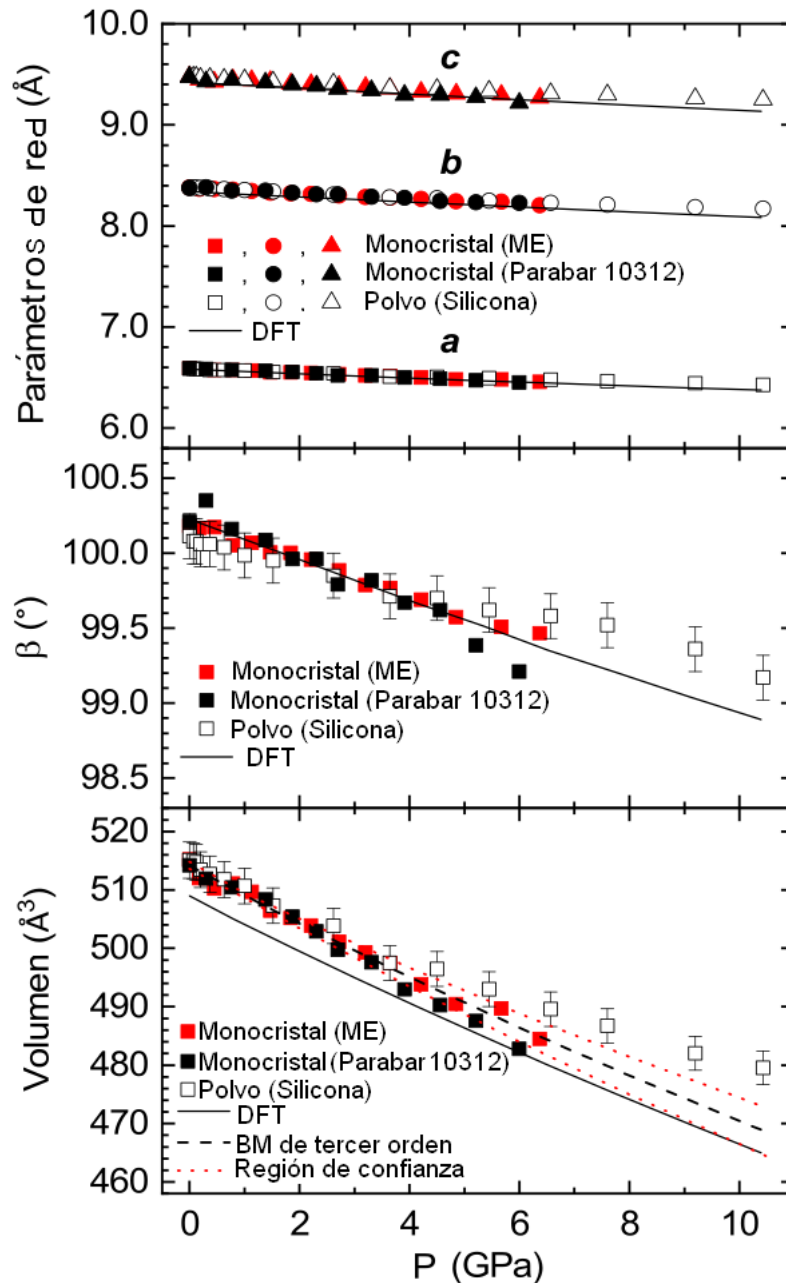 10.0
9.0
8.0
7.0
6.0
Parámetros de red (Å)
c
b
■ , ● , ▲ Monocristal (ME)
■ , ● , ▲ Monocristal (Parabar 10312)
□ , ○ . △ Polvo (Silicona)
DFT
a
100.5
100.0
99.5
99.0
98.5
β (°)
Monocristal (ME)
Monocristal (Parabar 10312)
Polvo (Silicona)
DFT
520
510
500
490
480
470
460
Volumen (Å³)
Monocristal (ME)
Monocristal (Parabar 10312)
Polvo (Silicona)
DFT
BM de tercer orden
Región de confianza
0 2 4 6 8 10
P (GPa)